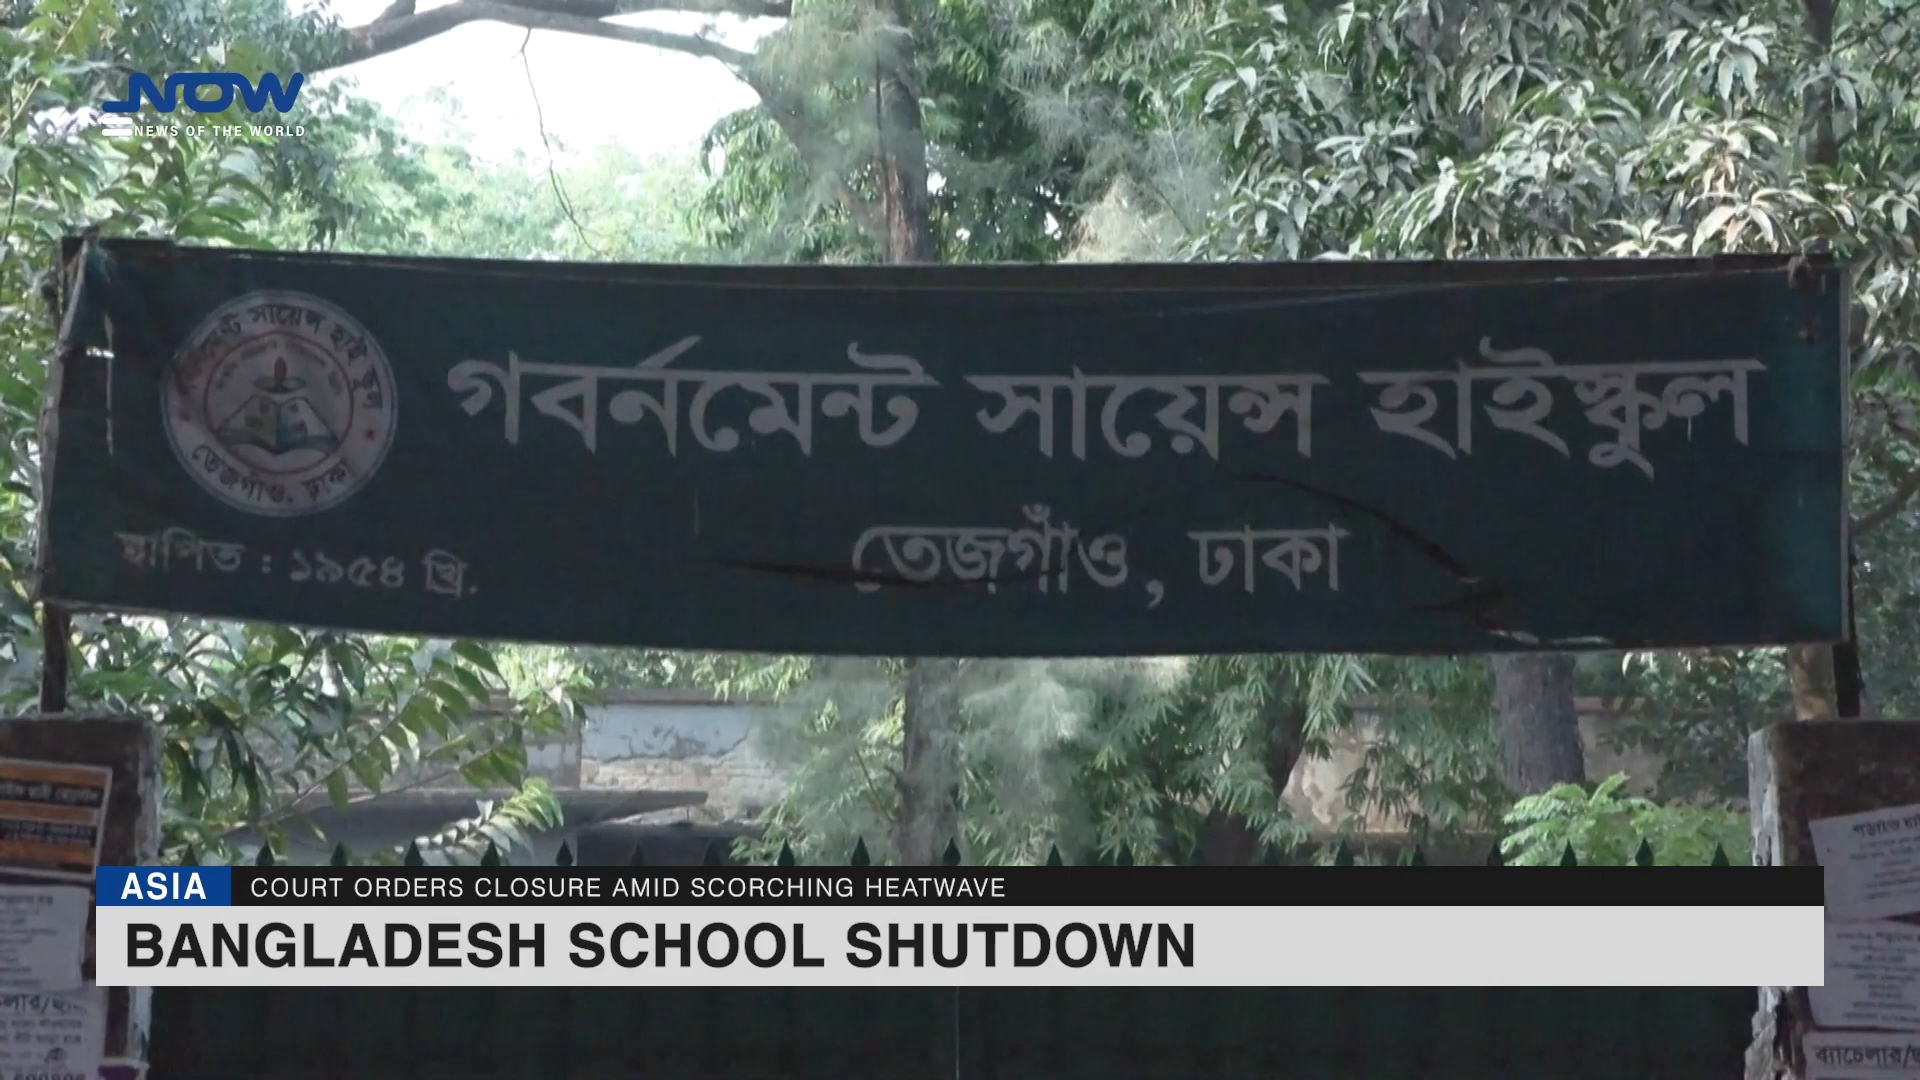 NOW
NEWS OF THE WORLD
গবর্নমেন্ট সায়েন্স হাইস্কুল
তেজগাঁও, ঢাকা
স্থাপিত : ১৯৫৪ খ্রি.
সায়েন্স হাই স্কুল
তেজগাঁও, ঢাকা
ASIA
COURT ORDERS CLOSURE AMID SCORCHING HEATWAVE
BANGLADESH SCHOOL SHUTDOWN
ব্যাচেলার/